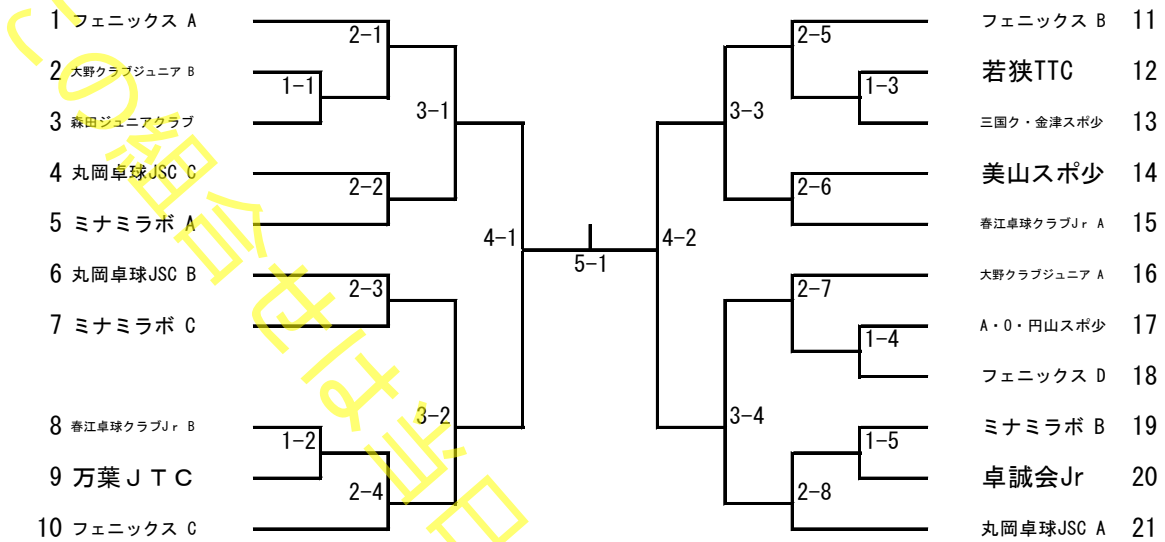 1 フェニックス A
2 大野クラブジュニア B
3 森田ジュニアクラブ
4 丸岡卓球JSC C
5 ミナミラボ A
6 丸岡卓球JSC B
7 ミナミラボ C
8 春江卓球クラブJr B
9 万葉ＪＴＣ
10 フェニックス C
2-1
1-1
3-1
2-2
4-1
2-3
3-2
1-2
2-4
5-1
2-5
1-3
3-3
2-6
4-2
2-7
1-4
3-4
1-5
2-8
フェニックス B 11
若狭TTC 12
三国ク・金津スポ少 13
美山スポ少 14
春江卓球クラブJr A 15
大野クラブジュニア A 16
A・O・円山スポ少 17
フェニックス D 18
ミナミラボ B 19
卓誠会Jr 20
丸岡卓球JSC A 21
この組合せは当日